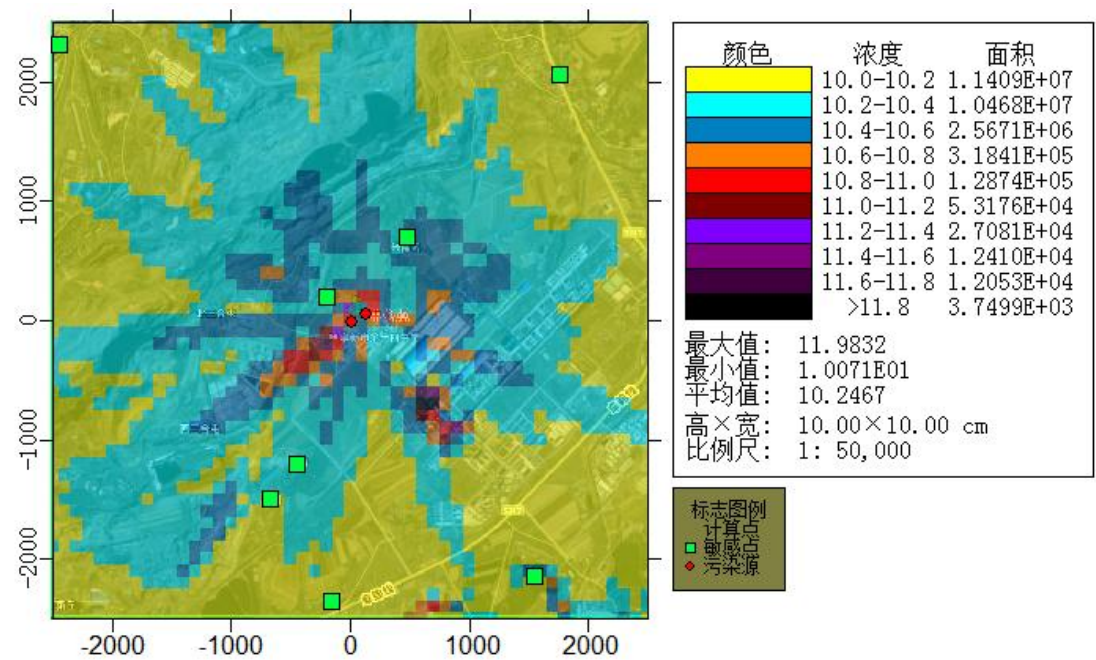 颜色 浓度 面积
10.0-10.2 1.1409E+07
10.2-10.4 1.0468E+07
10.4-10.6 2.5671E+06
10.6-10.8 3.1841E+05
10.8-11.0 1.2874E+05
11.0-11.2 5.3176E+04
11.2-11.4 2.7081E+04
11.4-11.6 1.2410E+04
11.6-11.8 1.2053E+04
>11.8 3.7499E+03
最大值: 11.9832
最小值: 1.0071E01
平均值: 10.2467
高×宽: 10.00×10.00 cm
比例尺: 1: 50,000
标志图例
计算点
敏感点
污染源
2000
1000
0
-1000
-2000
-2000 -1000 0 1000 2000